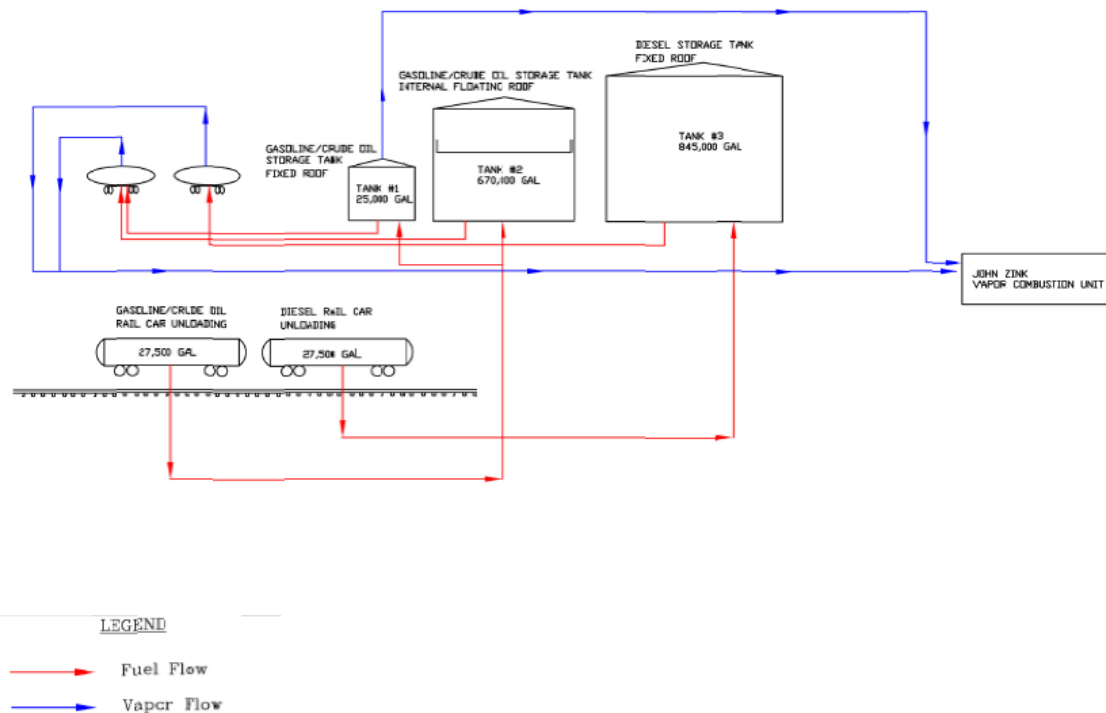 DIESEL STORAGE TANK
FIXED ROOF
GASOLINE/CRUDE OIL STORAGE TANK
INTERNAL FLOATING ROOF
GASOLINE/CRUDE OIL
STORAGE TANK
FIXED ROOF
TANK #1
25,000 GAL
TANK #2
670,100 GAL
TANK #3
845,000 GAL
JOHN ZINK
VAPOR COMBUSTION UNIT
GASOLINE/CRUDE OIL
RAIL CAR UNLOADING
DIESEL RAIL CAR
UNLOADING
27,500 GAL
27,500 GAL
LEGEND
Fuel Flow
Vapor Flow